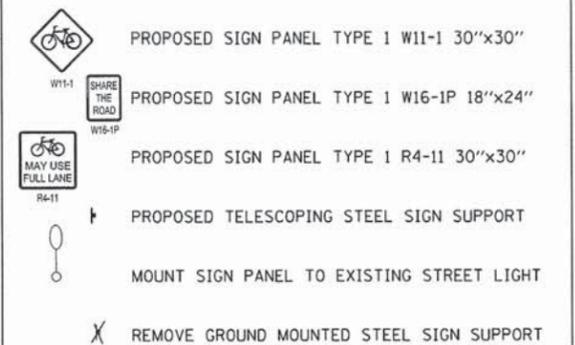 PROPOSED SIGN PANEL TYPE 1 W11-1 30''x30''
W11-1
SHARE
THE
ROAD
PROPOSED SIGN PANEL TYPE 1 W16-1P 18''x24''
W16-1P
MAY USE
FULL LANE
PROPOSED SIGN PANEL TYPE 1 R4-11 30''x30''
R4-11
PROPOSED TELESCOPING STEEL SIGN SUPPORT
MOUNT SIGN PANEL TO EXISTING STREET LIGHT
REMOVE GROUND MOUNTED STEEL SIGN SUPPORT